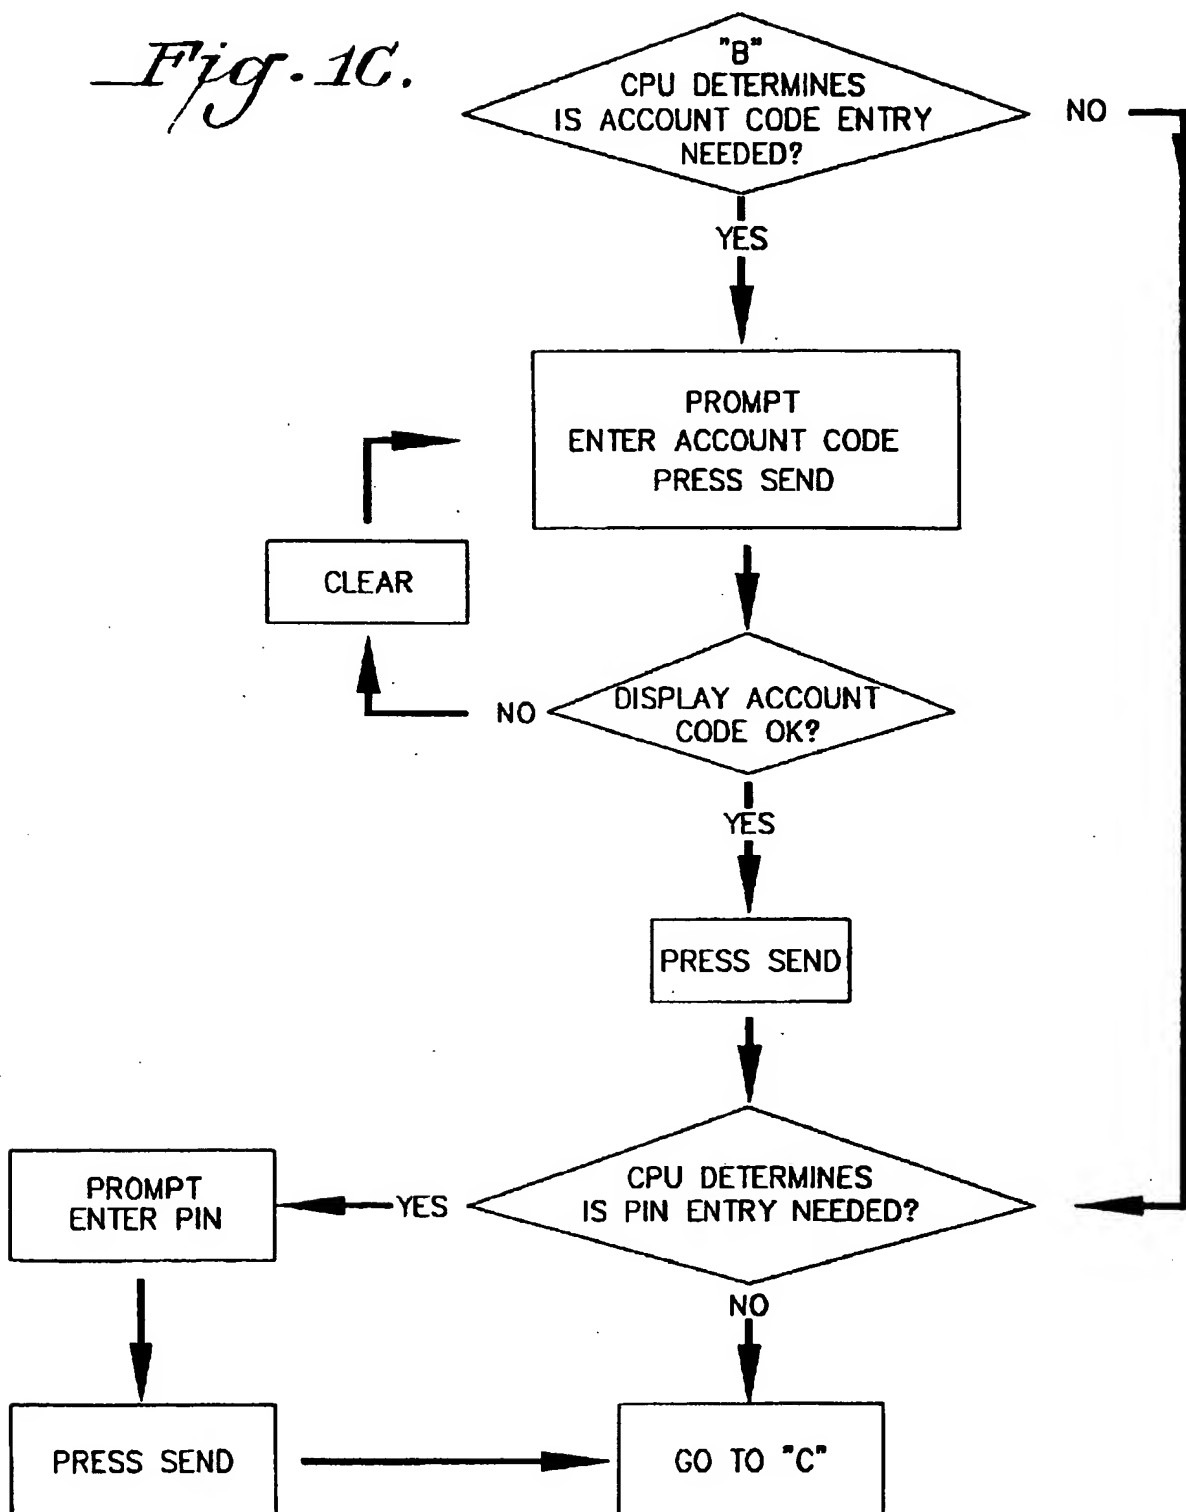 Fig. 1C.
"B"
CPU DETERMINES
IS ACCOUNT CODE ENTRY
NEEDED?
NO
YES
PROMPT
ENTER ACCOUNT CODE
PRESS SEND
CLEAR
DISPLAY ACCOUNT
CODE OK?
NO
YES
PRESS SEND
CPU DETERMINES
IS PIN ENTRY NEEDED?
YES
PROMPT
ENTER PIN
NO
PRESS SEND
GO TO "C"